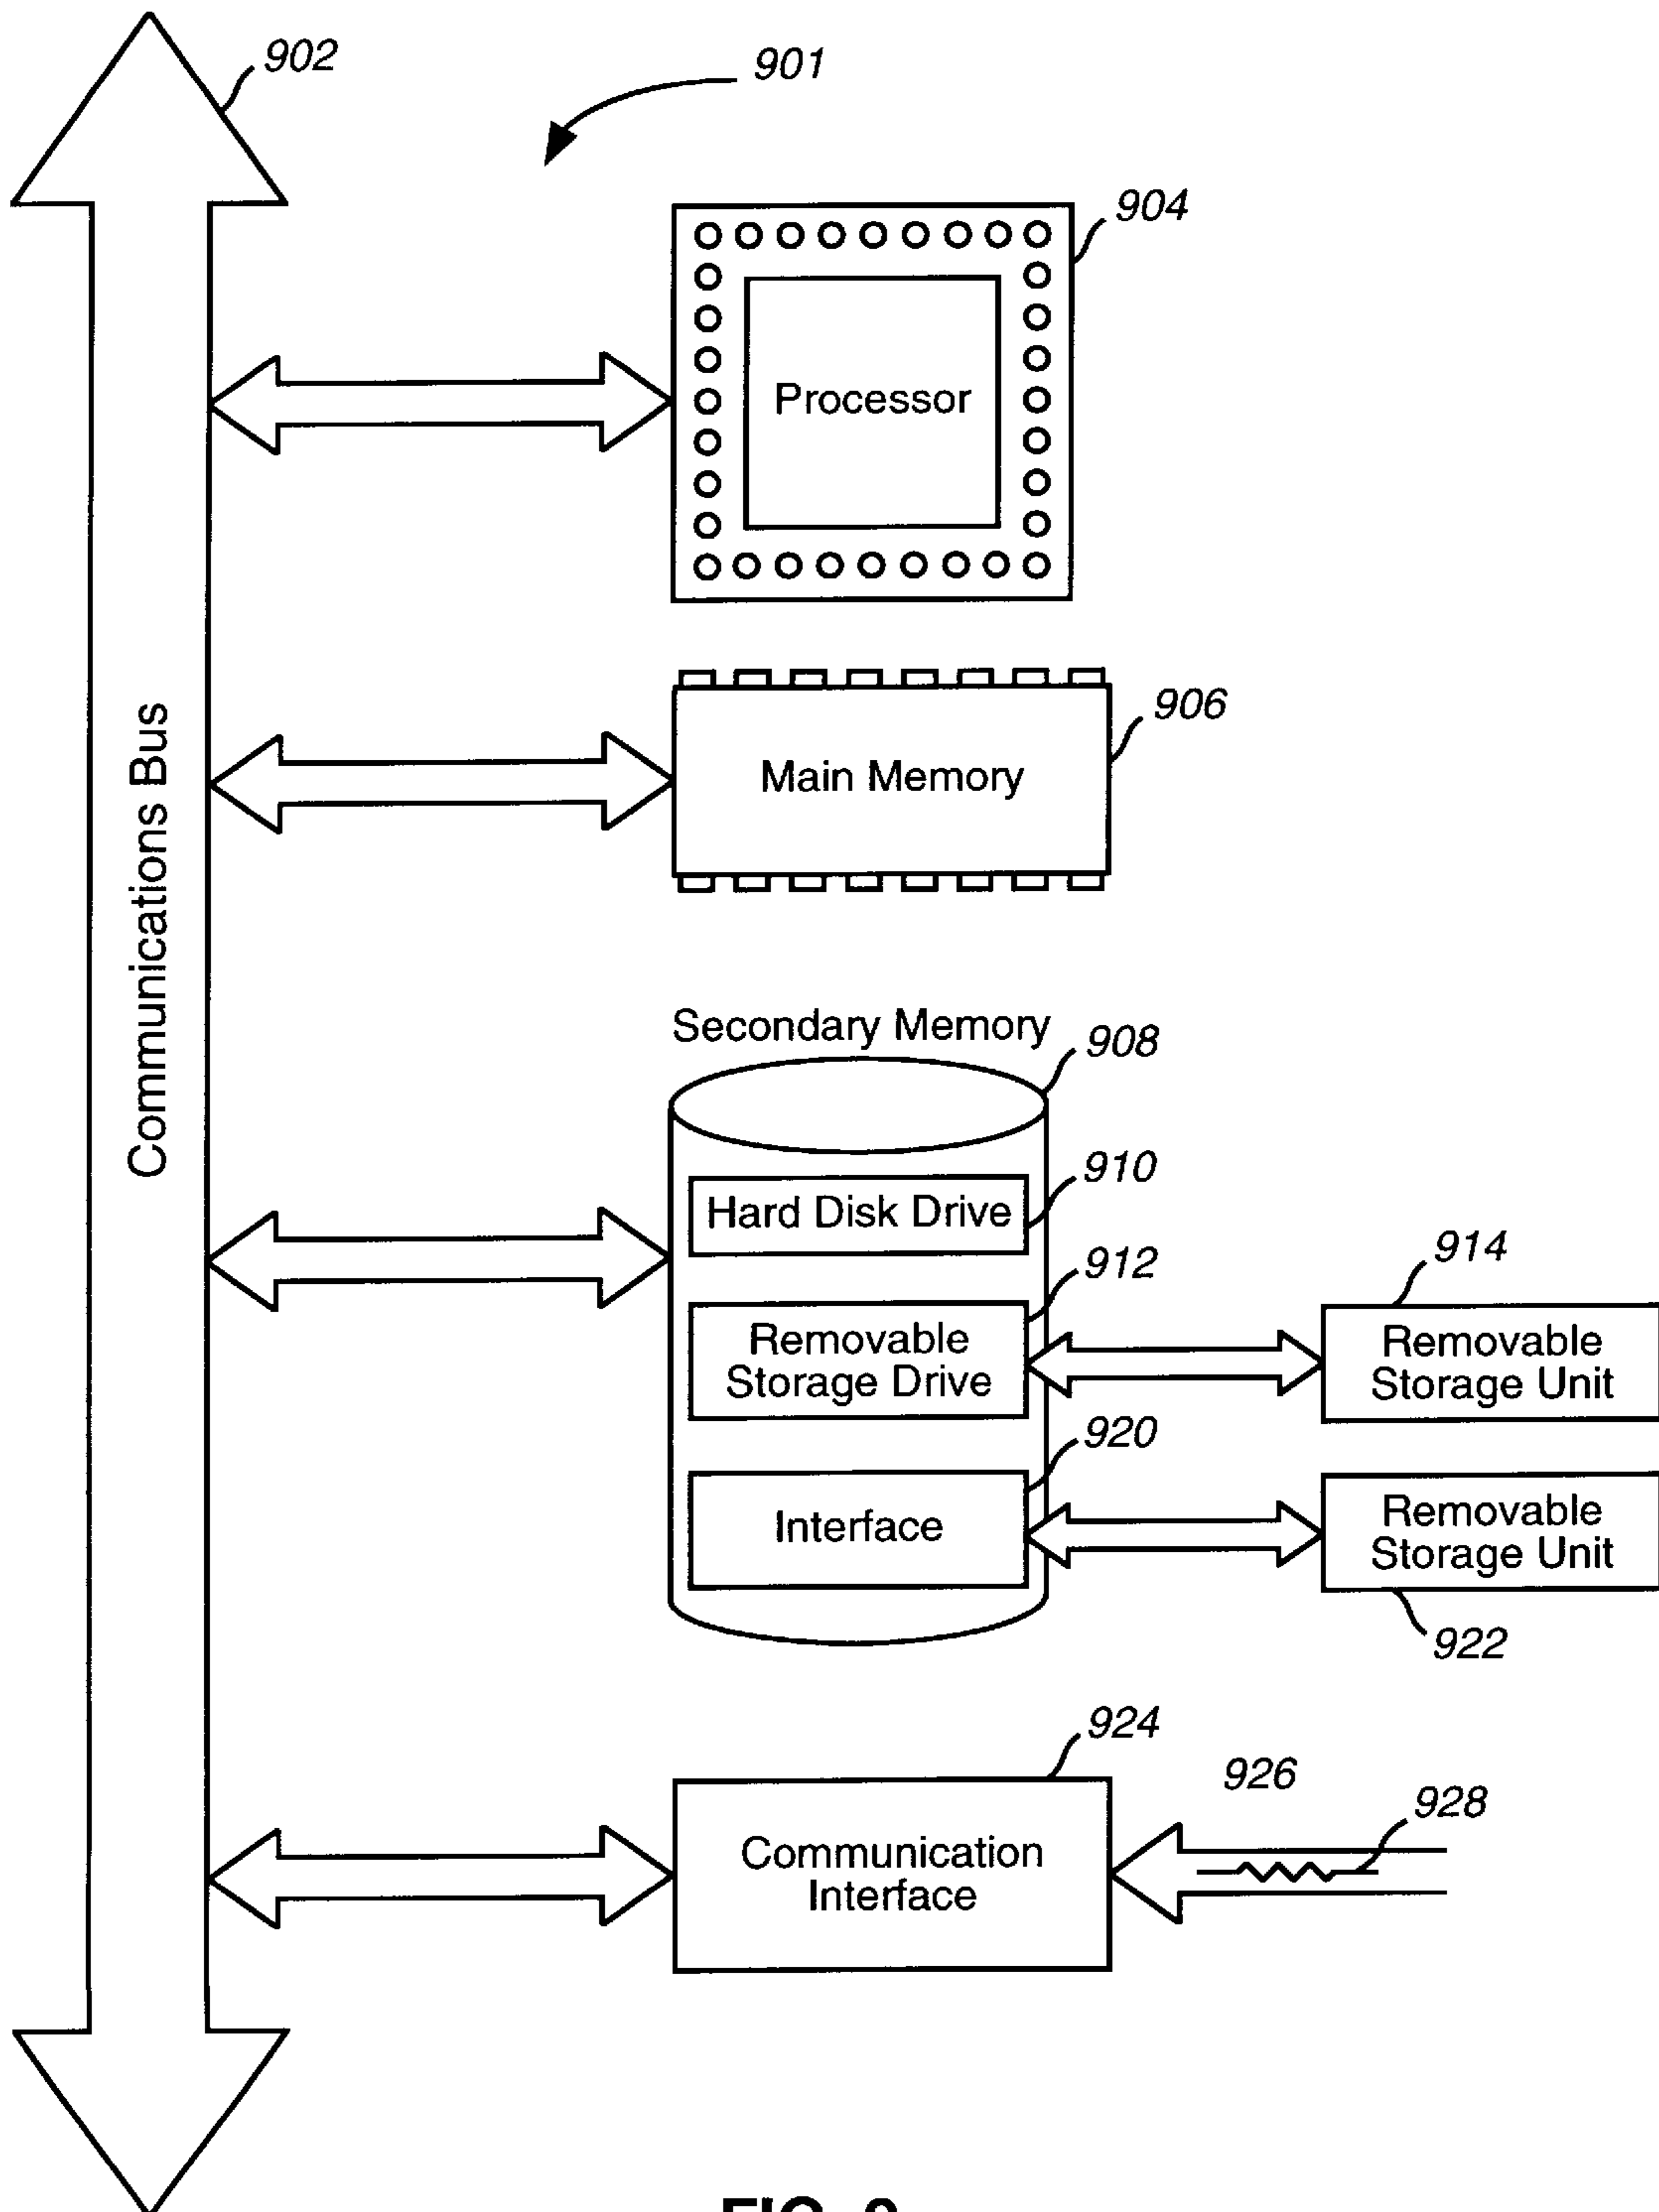 902
901
904
Processor
906
Main Memory
Communications Bus
Secondary Memory
908
910
Hard Disk Drive
912
Removable
Storage Drive
914
Removable
Storage Unit
920
Interface
Removable
Storage Unit
922
924
Communication
Interface
926
928